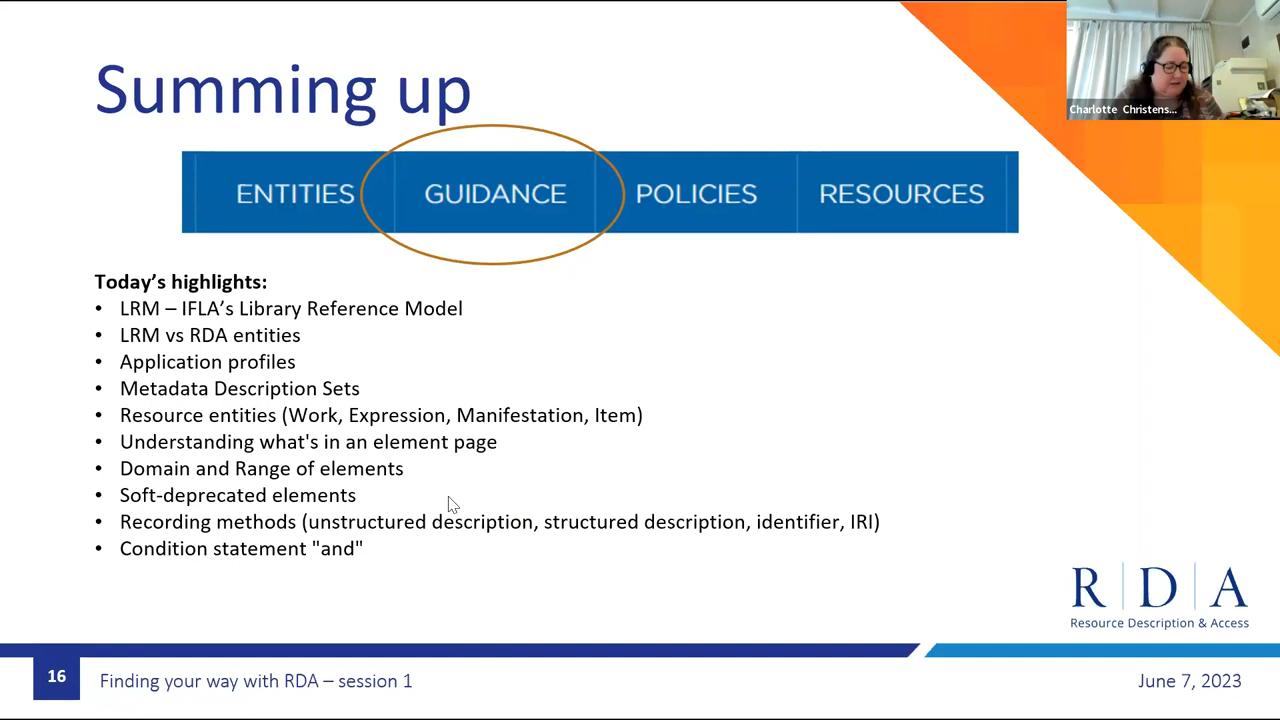 Summing up
Charlotte Christens...
ENTITIES GUIDANCE POLICIES RESOURCES
Today’s highlights:
• LRM – IFLA’s Library Reference Model
• LRM vs RDA entities
• Application profiles
• Metadata Description Sets
• Resource entities (Work, Expression, Manifestation, Item)
• Understanding what's in an element page
• Domain and Range of elements
• Soft-deprecated elements
• Recording methods (unstructured description, structured description, identifier, IRI)
• Condition statement "and"
R|D|A
Resource Description & Access
16 Finding your way with RDA – session 1 June 7, 2023